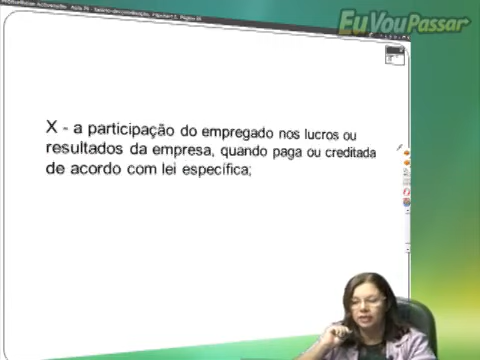 EuVouPassar
X - a participação do empregado nos lucros ou
resultados da empresa, quando paga ou creditada
de acordo com lei específica;